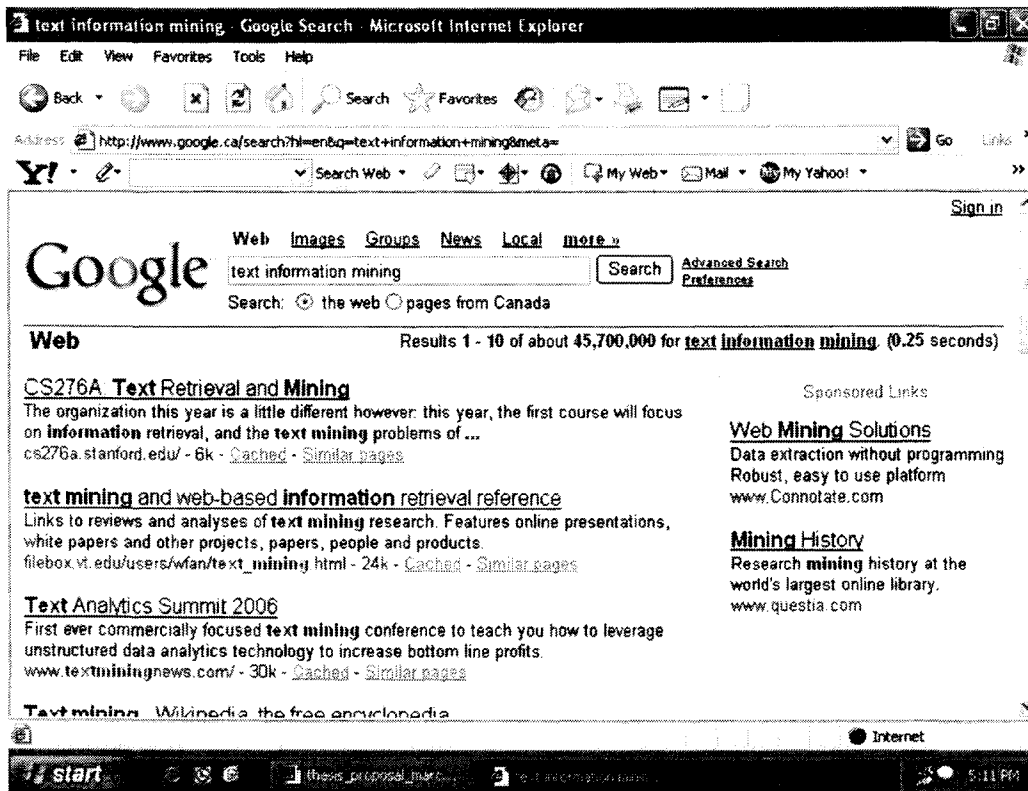 text information mining - Google Search - Microsoft Internet Explorer
File Edit View Favorites Tools Help
Back Search Favorites
Address http://www.google.ca/search?hl=en&q=text+information+mining&meta= Go Links »
Y! Search Web My Web Mail My Yahoo! »
Sign in
Web Images Groups News Local more »
Google text information mining Search Advanced Search
Preferences
Search: the web pages from Canada
Web Results 1 - 10 of about 45,700,000 for text information mining. (0.25 seconds)
CS276A: Text Retrieval and Mining
The organization this year is a little different however: this year, the first course will focus
on information retrieval, and the text mining problems of ...
cs276a.stanford.edu/ - 6k - Cached - Similar pages
text mining and web-based information retrieval reference
Links to reviews and analyses of text mining research. Features online presentations,
white papers and other projects, papers, people and products.
filebox.vt.edu/users/wfan/text_mining.html - 24k - Cached - Similar pages
Text Analytics Summit 2006
First ever commercially focused text mining conference to teach you how to leverage
unstructured data analytics technology to increase bottom line profits.
www.textminingnews.com/ - 30k - Cached - Similar pages
Text mining - Wikipedia, the free encyclopedia
Sponsored Links
Web Mining Solutions
Data extraction without programming
Robust, easy to use platform
www.Connotate.com
Mining History
Research mining history at the
world's largest online library.
www.questia.com
Internet
start thesis_proposal_marc... text information mini... 5:11 PM